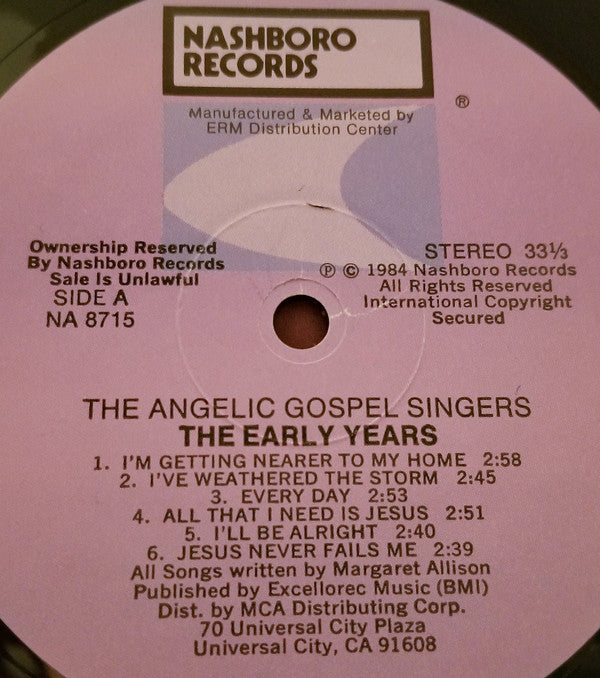 NASHBORO
RECORDS
®
Manufactured & Marketed by
ERM Distribution Center
Ownership Reserved
By Nashboro Records
Sale Is Unlawful
SIDE A
NA 8715
STEREO 33⅓
Ⓟ © 1984 Nashboro Records
All Rights Reserved
International Copyright
Secured
THE ANGELIC GOSPEL SINGERS
THE EARLY YEARS
1. I'M GETTING NEARER TO MY HOME 2:58
2. I'VE WEATHERED THE STORM 2:45
3. EVERY DAY 2:53
4. ALL THAT I NEED IS JESUS 2:51
5. I'LL BE ALRIGHT 2:40
6. JESUS NEVER FAILS ME 2:39
All Songs written by Margaret Allison
Published by Excellorec Music (BMI)
Dist. by MCA Distributing Corp.
70 Universal City Plaza
Universal City, CA 91608